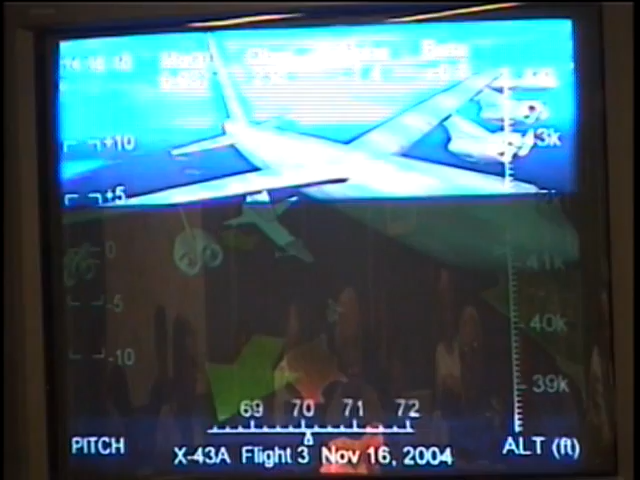 +10
43k
+5
0
41k
-5
40k
-10
39k
69 70 71 72
PITCH
X-43A Flight 3 Nov 16, 2004
ALT (ft)